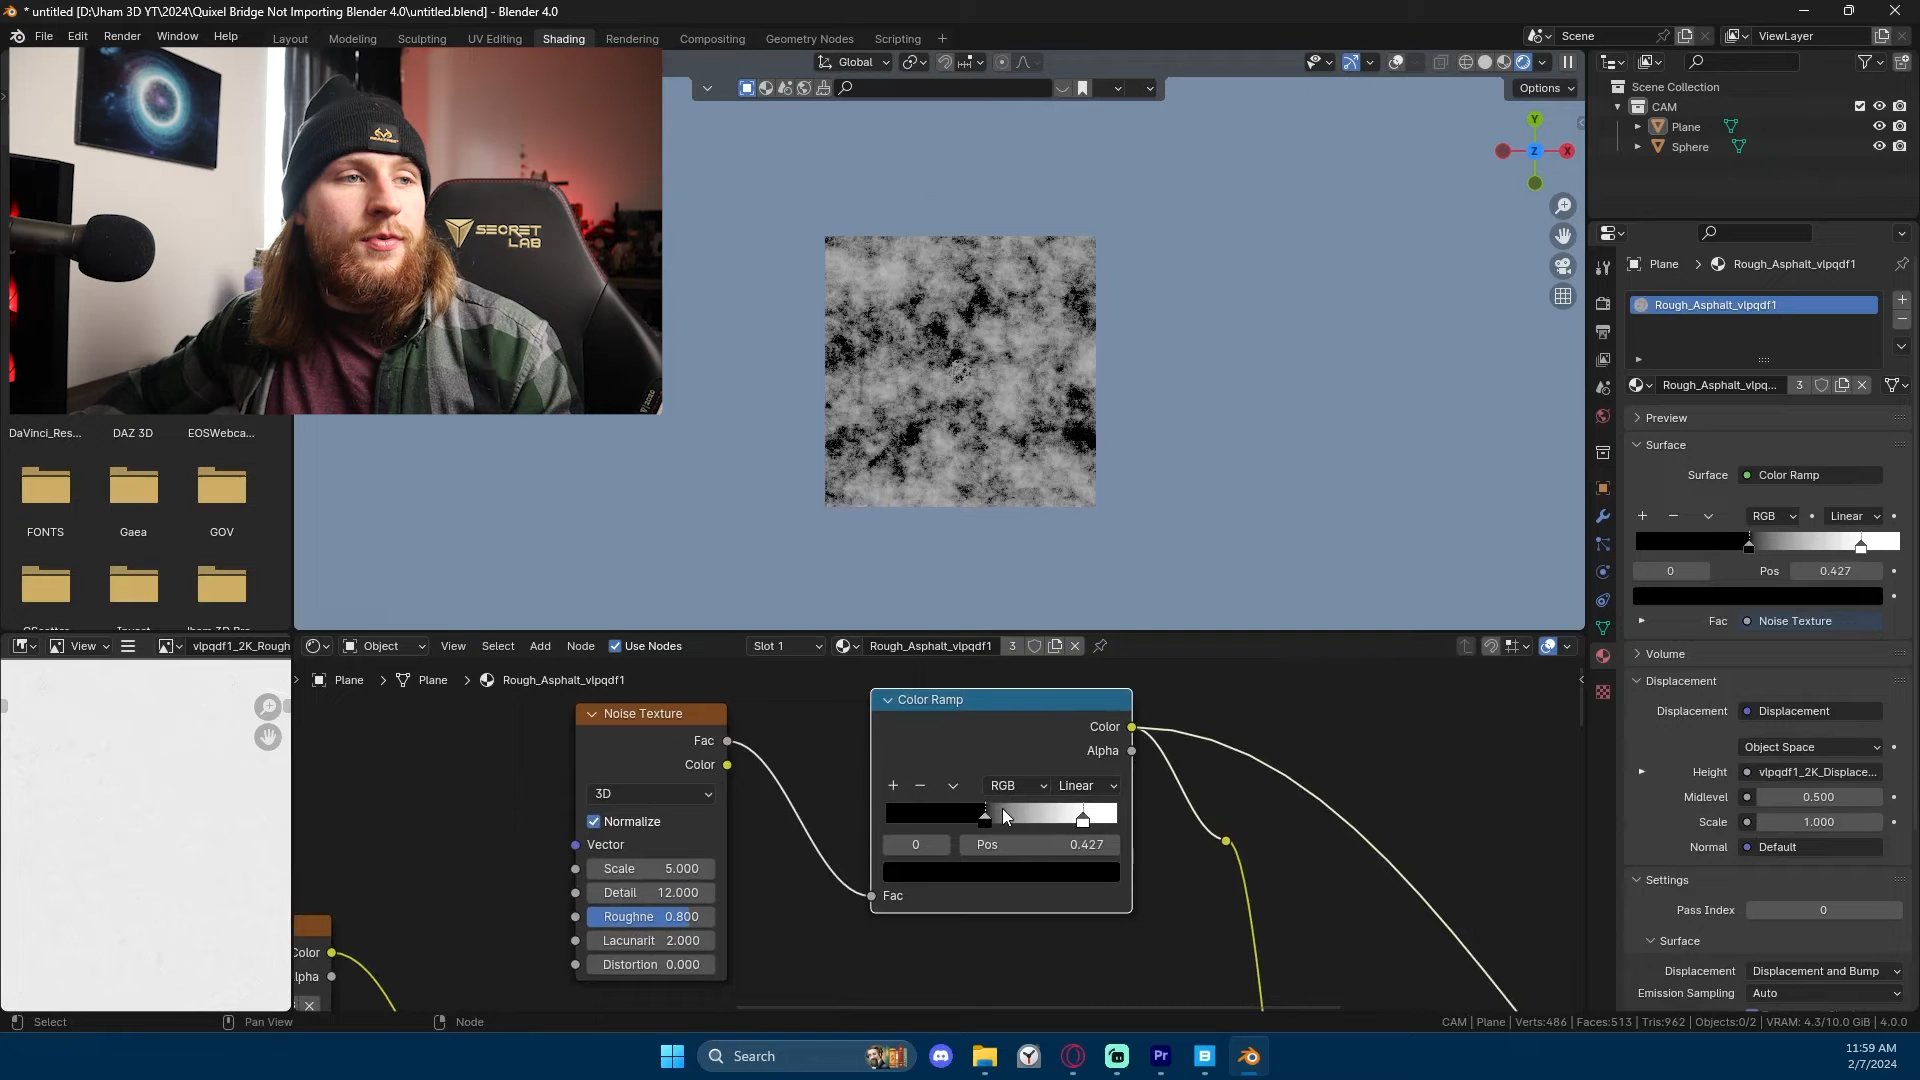 * untitled [D:\Jham 3D YT\2024\Quixel Bridge Not Importing Blender 4.0\untitled.blend] - Blender 4.0
File Edit Render Window Help
Layout Modeling Sculpting UV Editing Shading Rendering Compositing Geometry Nodes Scripting +
Scene
ViewLayer
Global
Options
Y
X
Z
SECRET
LAB
REALTREE
Scene Collection
CAM
Plane
Sphere
DaVinci_Res...
DAZ 3D
EOSWebca...
FONTS
Gaea
GOV
Plane > Rough_Asphalt_vlpqdf1
Rough_Asphalt_vlpqdf1
Rough_Asphalt_vlpq... 3
Preview
Surface
Surface Color Ramp
RGB Linear
0 Pos 0.427
Fac Noise Texture
Volume
Displacement
Displacement Displacement
Object Space
Height vlpqdf1_2K_Displace...
Midlevel 0.500
Scale 1.000
Normal Default
Settings
Pass Index 0
Surface
Displacement Displacement and Bump
Emission Sampling Auto
View vlpqdf1_2K_Rough
Object View Select Add Node Use Nodes Slot 1 Rough_Asphalt_vlpqdf1 3
Plane > Plane > Rough_Asphalt_vlpqdf1
Noise Texture
Fac
Color
3D
Normalize
Vector
Scale 5.000
Detail 12.000
Roughne 0.800
Lacunarit 2.000
Distortion 0.000
Color Ramp
Color
Alpha
RGB Linear
0 Pos 0.427
Fac
Color
lpha
Select Pan View Node
CAM | Plane | Verts:486 | Faces:513 | Tris:962 | Objects:0/2 | VRAM: 4.3/10.0 GiB | 4.0.0
Search
Pr
11:59 AM
2/7/2024